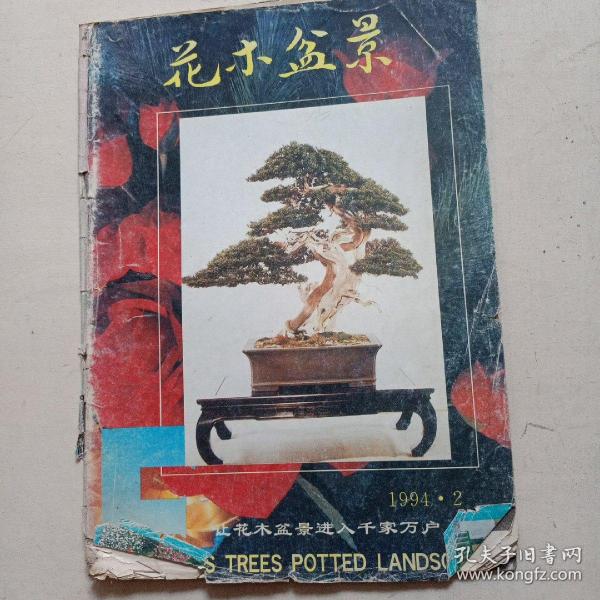 花木盆景
1994·2
让花木盆景进入千家万户
S TREES POTTED LANDSC
孔夫子旧书网
www.kongfz.com